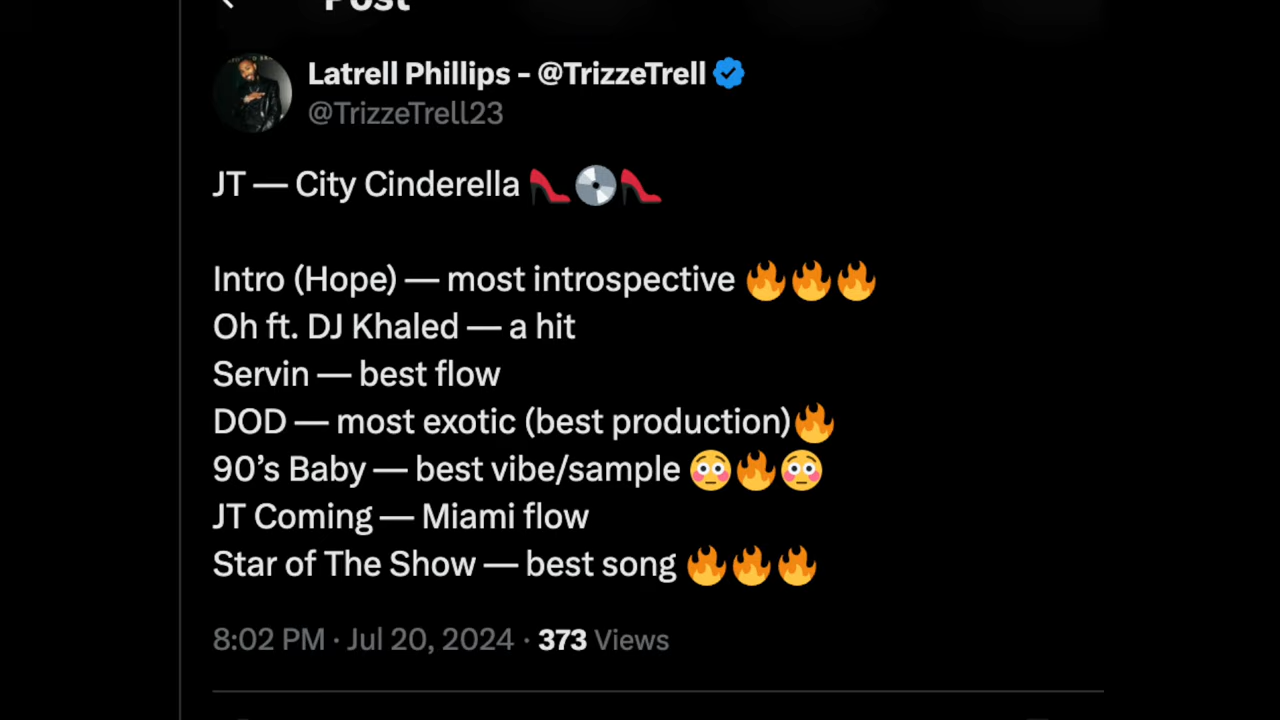 Post
Latrell Phillips - @TrizzeTrell
@TrizzeTrell23
JT — City Cinderella 👠💿👠
Intro (Hope) — most introspective 🔥🔥🔥
Oh ft. DJ Khaled — a hit
Servin — best flow
DOD — most exotic (best production)🔥
90’s Baby — best vibe/sample 😳🔥😳
JT Coming — Miami flow
Star of The Show — best song 🔥🔥🔥
8:02 PM · Jul 20, 2024 · 373 Views